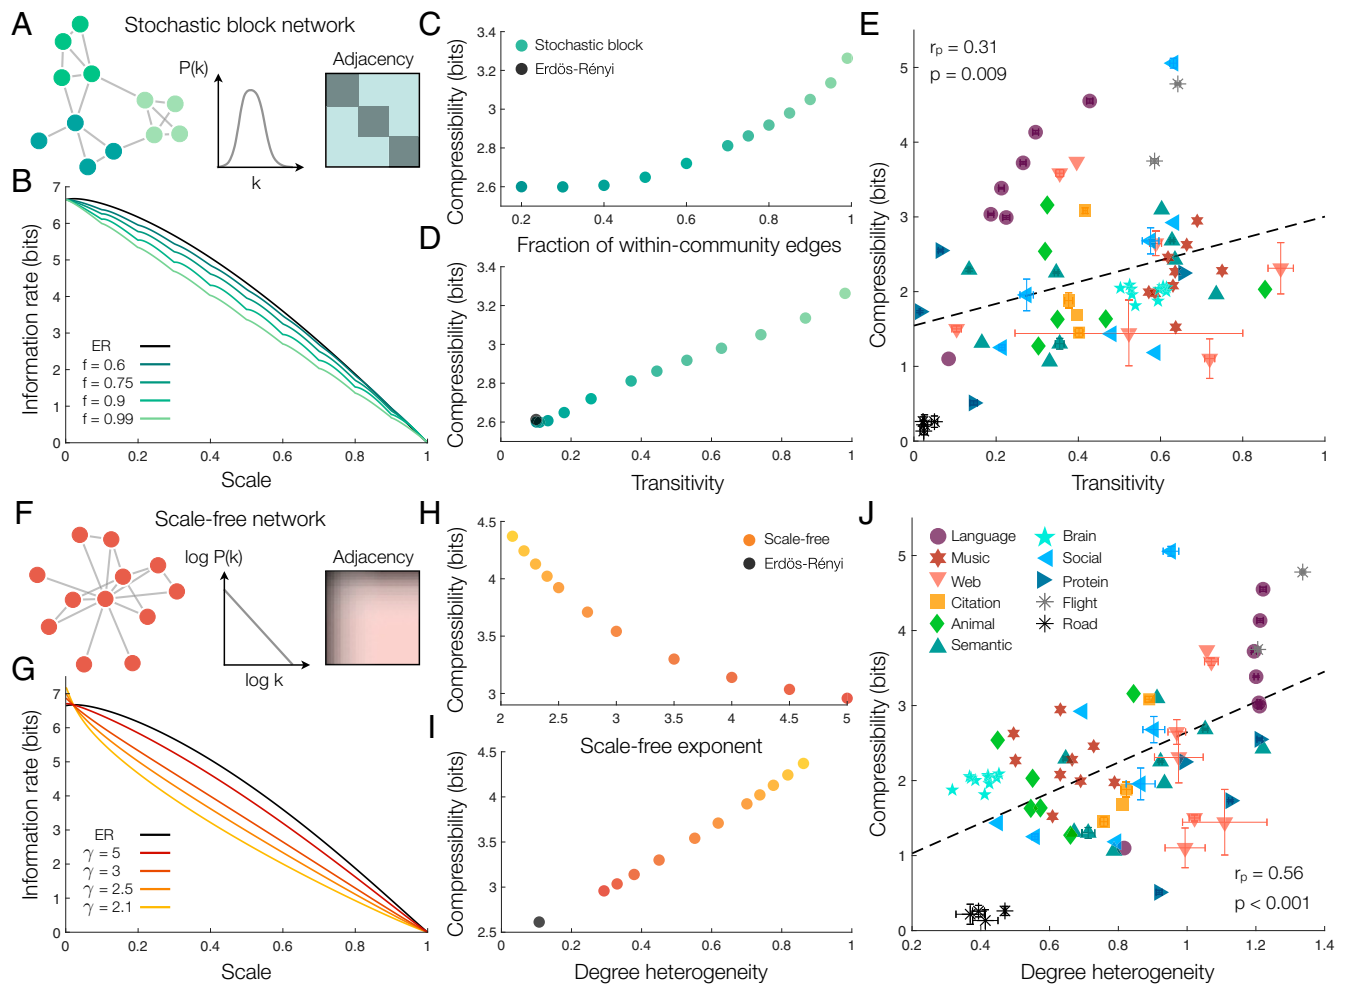 A
Stochastic block network
P(k)
k
Adjacency
B
Information rate (bits)
7
6
5
4
3
2
1
0
ER
f = 0.6
f = 0.75
f = 0.9
f = 0.99
0 0.2 0.4 0.6 0.8 1
Scale
C
Compressibility (bits)
3.4
3.2
3
2.8
2.6
Stochastic block
Erdös-Rényi
0.2 0.4 0.6 0.8 1
Fraction of within-community edges
D
Compressibility (bits)
3.4
3.2
3
2.8
2.6
0 0.2 0.4 0.6 0.8 1
Transitivity
E
rₚ = 0.31
p = 0.009
Compressibility (bits)
5
4
3
2
1
0
0 0.2 0.4 0.6 0.8 1
Transitivity
F
Scale-free network
log P(k)
log k
Adjacency
G
Information rate (bits)
7
6
5
4
3
2
1
0
ER
γ = 5
γ = 3
γ = 2.5
γ = 2.1
0 0.2 0.4 0.6 0.8 1
Scale
H
Compressibility (bits)
4.5
4
3.5
3
Scale-free
Erdös-Rényi
2 2.5 3 3.5 4 4.5 5
Scale-free exponent
I
Compressibility (bits)
4.5
4
3.5
3
2.5
0 0.2 0.4 0.6 0.8 1
Degree heterogeneity
J
Language
Music
Web
Citation
Animal
Semantic
Brain
Social
Protein
Flight
Road
Compressibility (bits)
5
4
3
2
1
0
rₚ = 0.56
p < 0.001
0.2 0.4 0.6 0.8 1 1.2 1.4
Degree heterogeneity